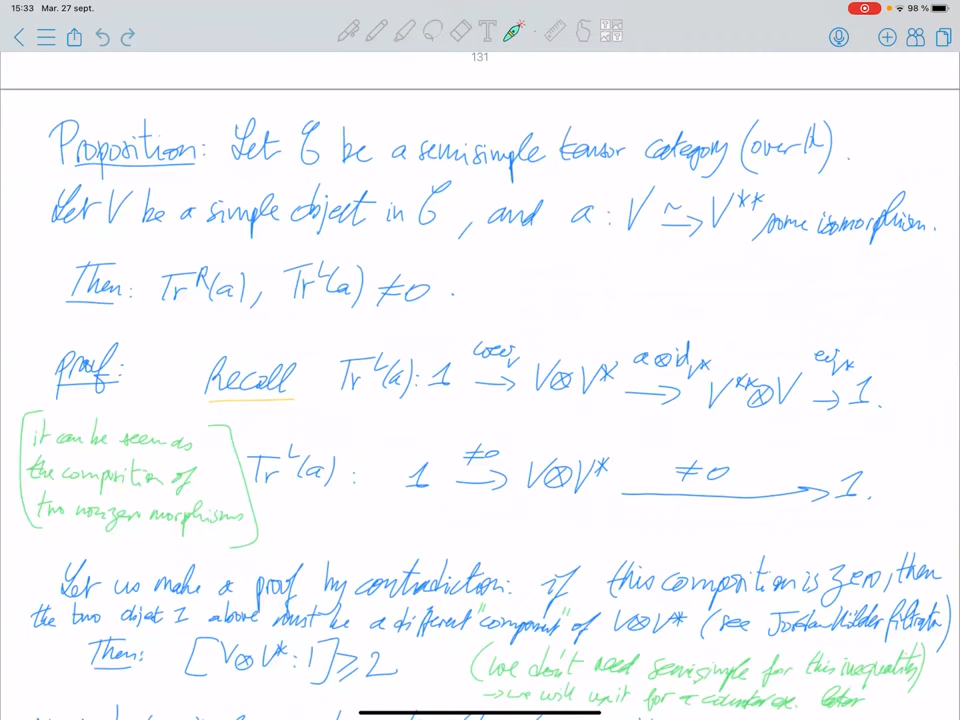 15:33 Mar. 27 sept. 98 %
131
Proposition: Let C be a semisimple tensor category (over k).
Let V be a simple object in C, and a : V ≃→ V** some isomorphism.
Then: Tr^R(a), Tr^L(a) ≠ 0.
proof: Recall Tr^L(a): 1 coev_V→ V⊗V* a⊗id_V*→ V**⊗V ev_V*→ 1.
[it can be seen as
the composition of
two nonzero morphisms]
Tr^L(a): 1 ≠0→ V⊗V* ≠0→ 1.
Let us make a proof by contradiction: if this composition is zero, then
the two object 1 above must be a different "component" of V⊗V* (see Jordan Hölder filtrat°)
Then: [V⊗V* : 1] ≥ 2 (we don't need semisimple for this inequality)
→ we will wait for a counterex. later